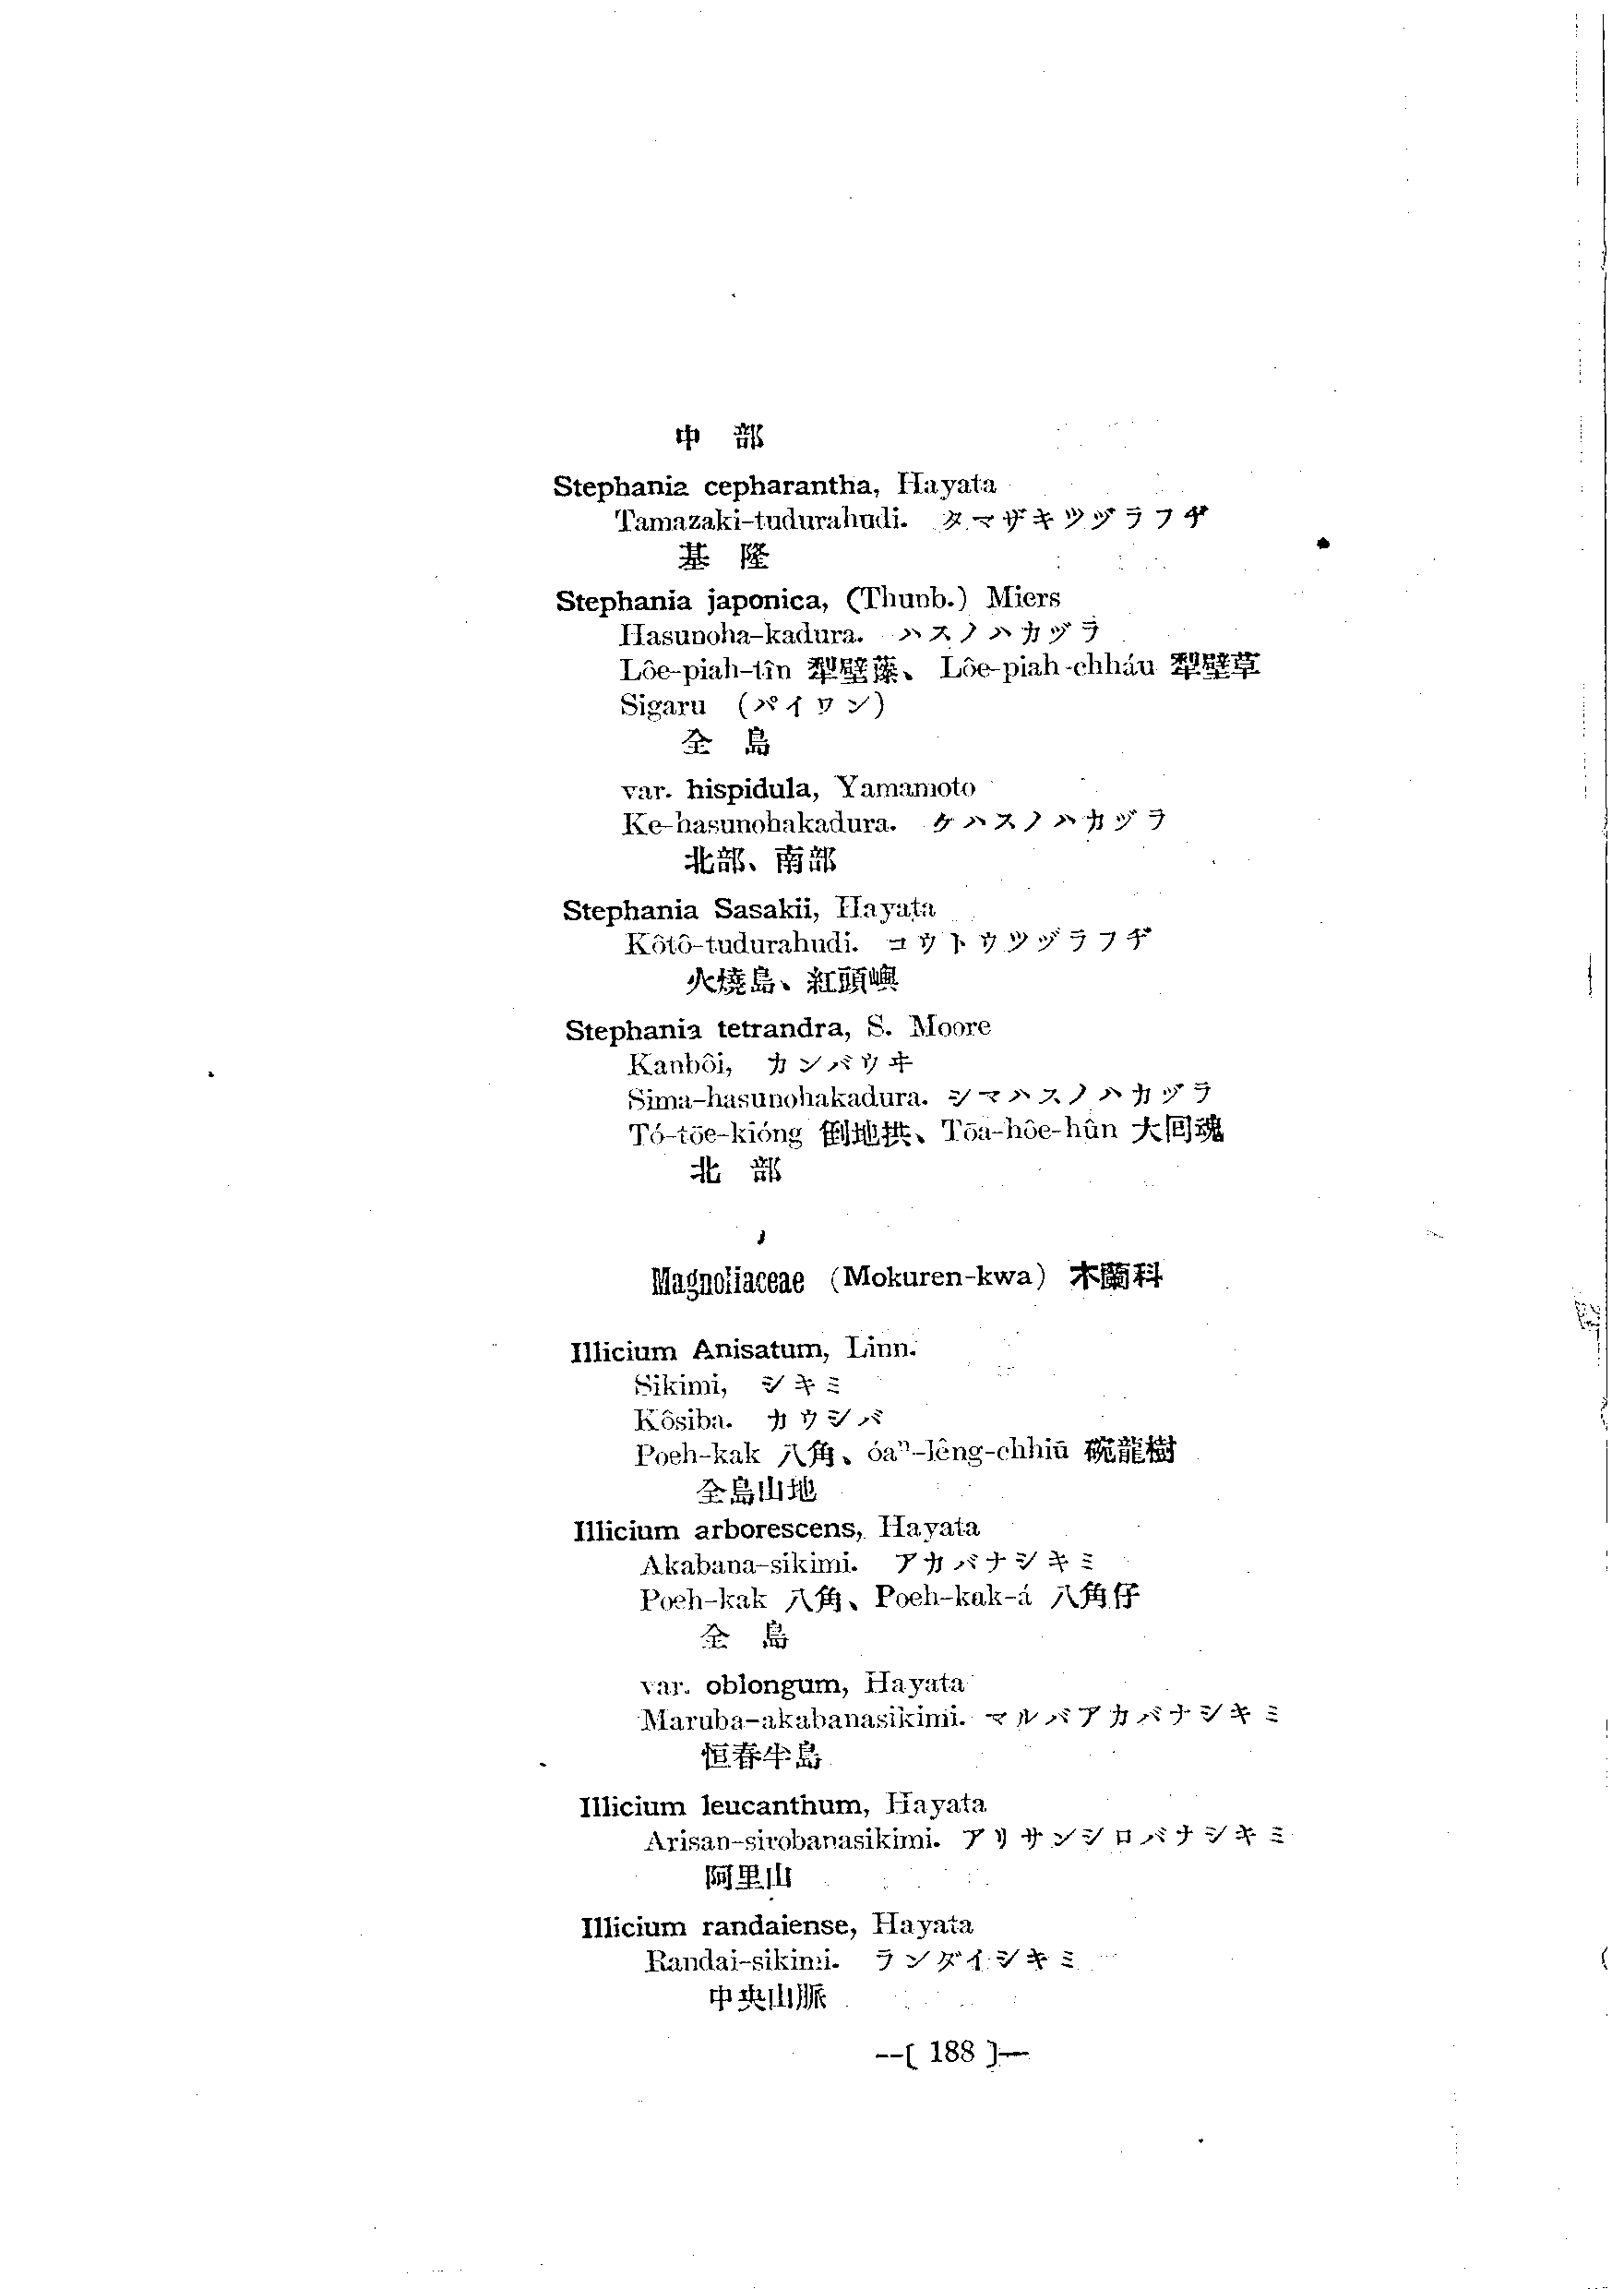 中部
Stephania cepharantha, Hayata
Tamazaki-tudurahudi. タマザキツヅラフヂ
基隆
Stephania japonica, (Thunb.) Miers
Hasunoha-kadura. ハスノハカヅラ
Lôe-piah-tîn 犁壁藤、 Lôe-piah-chháu 犁壁草
Sigaru (パイワン)
全島
var. hispidula, Yamamoto
Ke-hasunohakadura. ケハスノハカヅラ
北部、南部
Stephania Sasakii, Hayata
Kôtô-tudurahudi. コウトウツヅラフヂ
火燒島、紅頭嶼
Stephania tetrandra, S. Moore
Kanbôi, カンバウヰ
Sima-hasunohakadura. シマハスノハカヅラ
Tó-tōe-kióng 倒地拱、Tōa-hôe-hûn 大回魂
北部
Magnoliaceae (Mokuren-kwa) 木蘭科
Illicium Anisatum, Linn.
Sikimi, シキミ
Kôsiba. カウシバ
Poeh-kak 八角、óaⁿ-lêng-chhiū 碗龍樹
全島山地
Illicium arborescens, Hayata
Akabana-sikimi. アカバナシキミ
Poeh-kak 八角、Poeh-kak-á 八角仔
全島
var. oblongum, Hayata
Maruba-akabanasikimi. マルバアカバナシキミ
恒春半島
Illicium leucanthum, Hayata
Arisan-sirobanasikimi. アリサンシロバナシキミ
阿里山
Illicium randaiense, Hayata
Randai-sikimi. ランダイシキミ
中央山脈
—[ 188 ]—